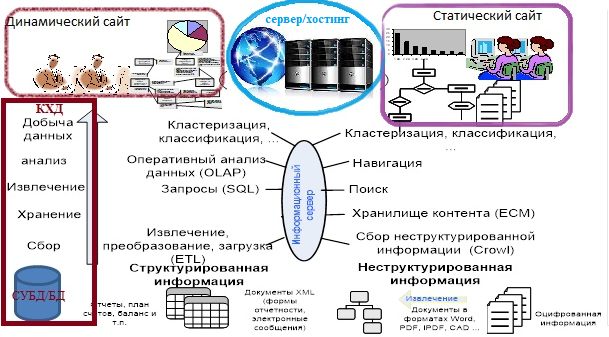 Динамический сайт
сервер/хостинг
Статический сайт
КХД
Добыча
данных
анализ
Извлечение
Хранение
Сбор
СУБД/БД
Кластеризация,
классификация, ...
Оперативный анализ
данных (OLAP)
Запросы (SQL)
Извлечение,
преобразование, загрузка
(ETL)
Информационный
сервер
Кластеризация, классификация,
...
Навигация
Поиск
Хранилище контента (ECM)
Сбор неструктурированной
информации (Crowl)
Структурированная
информация
Неструктурированная
информация
Отчеты, план
счетов, баланс и
т.п.
Документы XML
(формы
отчетности,
электронные
сообщения)
Извлечение
Документы в
форматах Word,
PDF, IPDF, CAD ...
Оцифрованная
информация